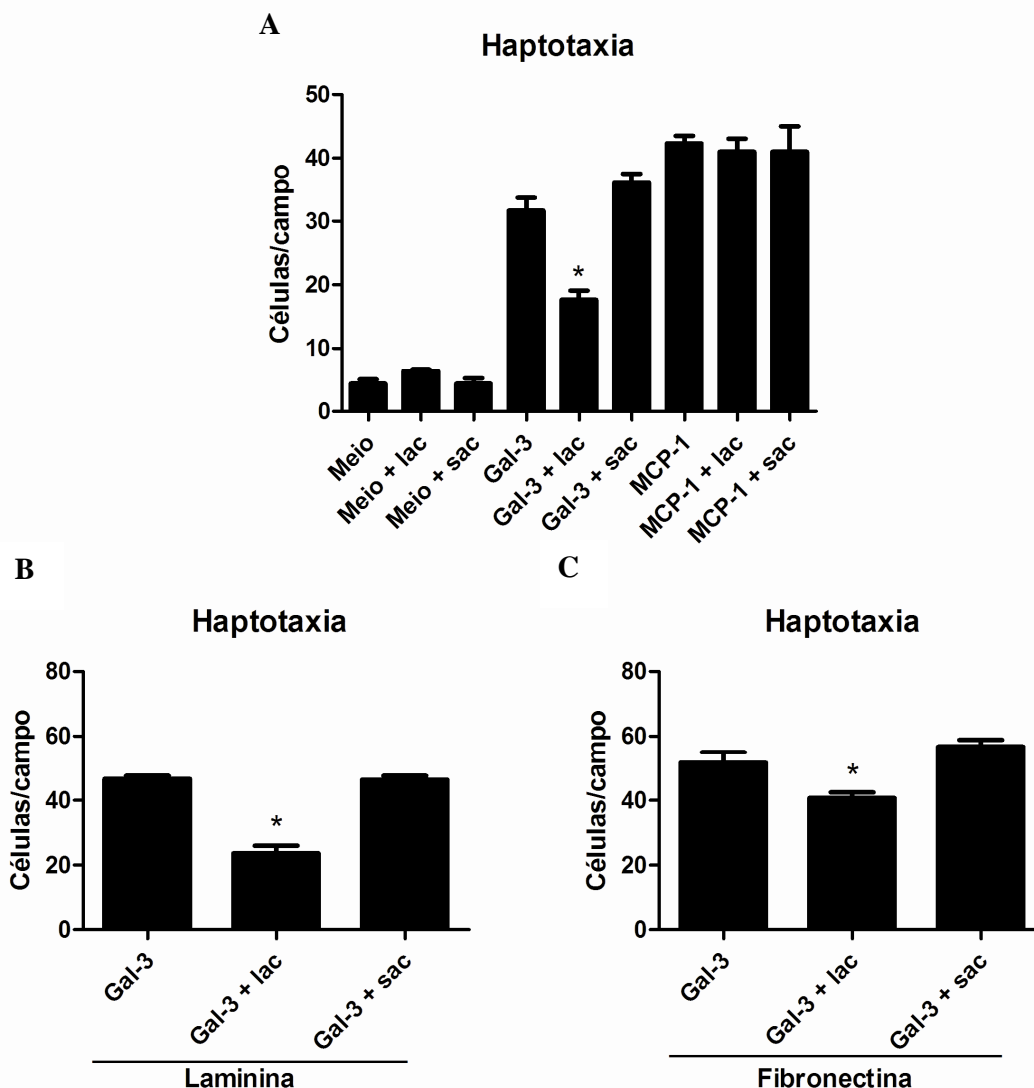 A
Haptotaxia
Células/campo
50
40
30
20
10
0
*
Meio
Meio + lac
Meio + sac
Gal-3
Gal-3 + lac
Gal-3 + sac
MCP-1
MCP-1 + lac
MCP-1 + sac
B
Haptotaxia
Células/campo
80
60
40
20
0
*
Gal-3
Gal-3 + lac
Gal-3 + sac
Laminina
C
Haptotaxia
Células/campo
80
60
40
20
0
*
Gal-3
Gal-3 + lac
Gal-3 + sac
Fibronectina